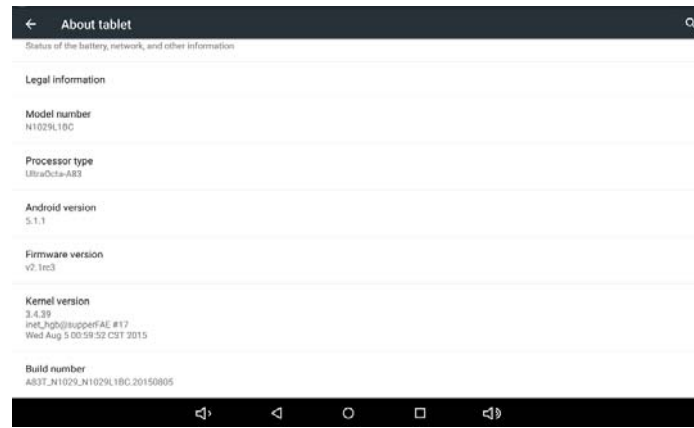 About tablet
Status of the battery, network, and other information
Legal information
Model number
N1029L1BC
Processor type
UltraOcta-A83
Android version
5.1.1
Firmware version
v2.1rc3
Kernel version
3.4.39
inet_hgb@supperFAE #17
Wed Aug 5 00:59:52 CST 2015
Build number
A83T_N1029_N1029L1BC.20150805